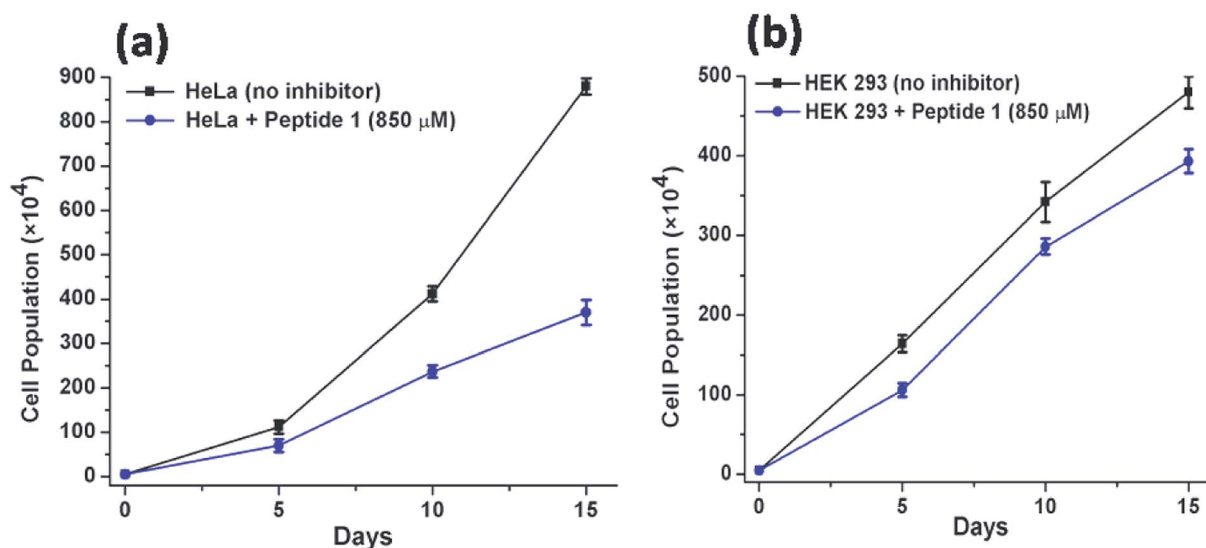 (a)
HeLa (no inhibitor)
HeLa + Peptide 1 (850 μM)
Cell Population (×10⁴)
900
800
700
600
500
400
300
200
100
0
0 5 10 15
Days
(b)
HEK 293 (no inhibitor)
HEK 293 + Peptide 1 (850 μM)
Cell Population (×10⁴)
500
400
300
200
100
0
0 5 10 15
Days